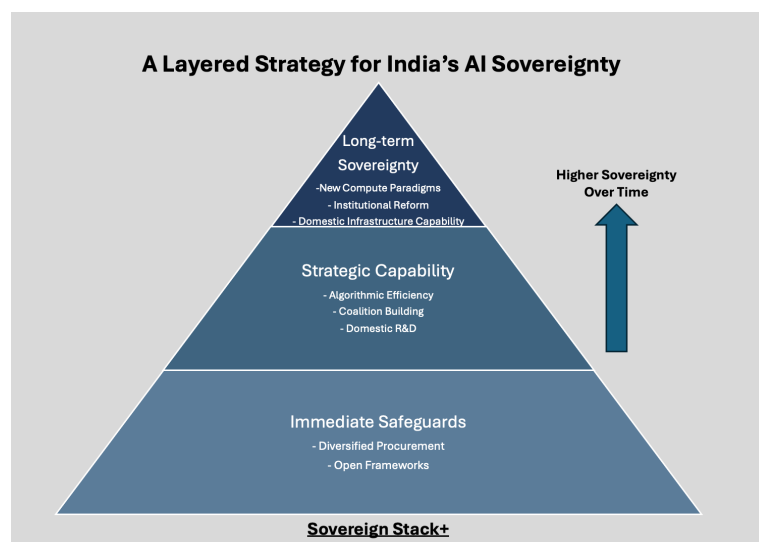 A Layered Strategy for India's AI Sovereignty
Long-term
Sovereignty
-New Compute Paradigms
- Institutional Reform
- Domestic Infrastructure Capability
Higher Sovereignty
Over Time
Strategic Capability
- Algorithmic Efficiency
- Coalition Building
- Domestic R&D
Immediate Safeguards
- Diversified Procurement
- Open Frameworks
Sovereign Stack+